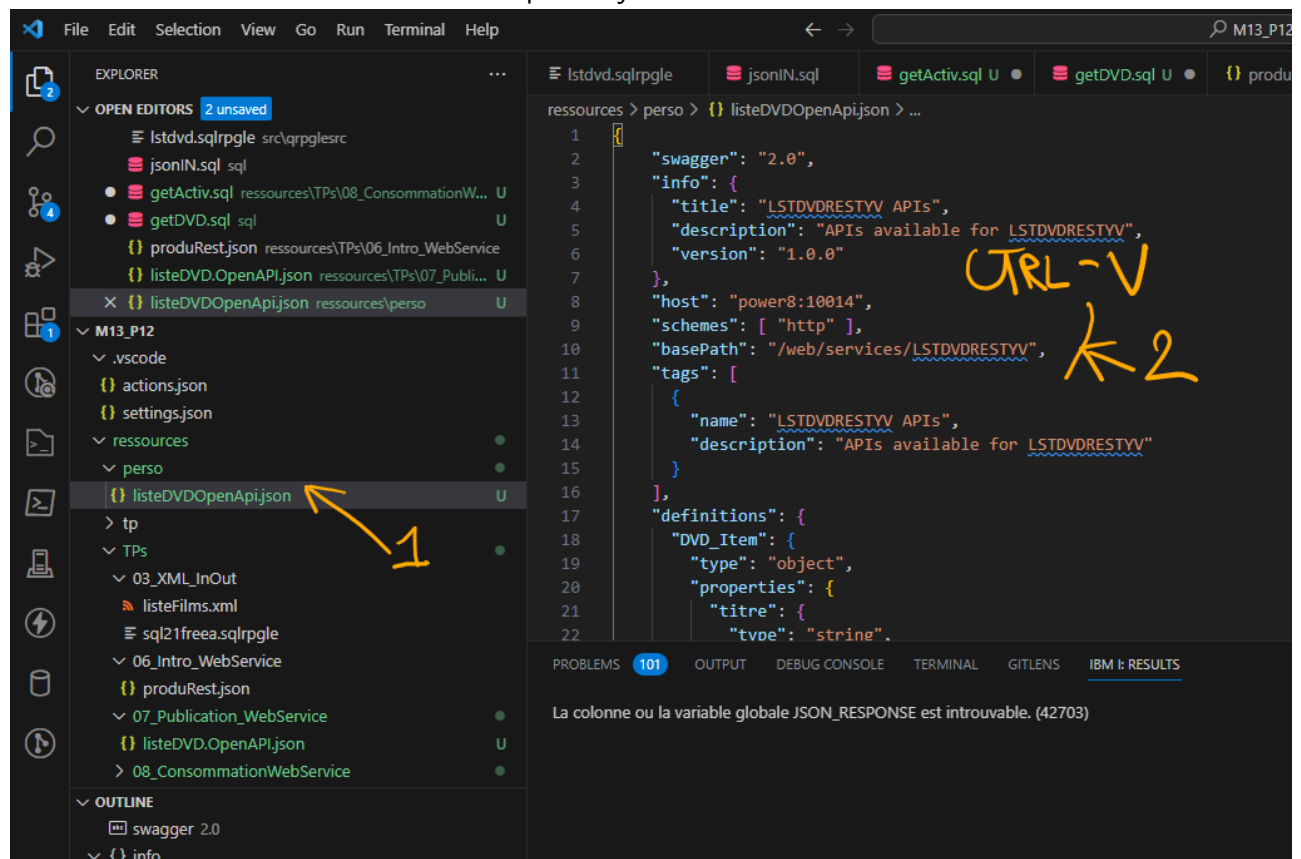 File Edit Selection View Go Run Terminal Help
M13_P12
EXPLORER
OPEN EDITORS 2 unsaved
lstdvd.sqlrpgle src\qrpglesrc
jsonIN.sql sql
getActiv.sql ressources\TPs\08_ConsommationW... U
getDVD.sql sql U
produRest.json ressources\TPs\06_Intro_WebService
listeDVD.OpenAPI.json ressources\TPs\07_Publi... U
listeDVDOpenApi.json ressources\perso U
M13_P12
.vscode
{} actions.json
{} settings.json
ressources
perso
{} listeDVDOpenApi.json U
tp
TPs
03_XML_InOut
listeFilms.xml
sql21freea.sqlrpgle
06_Intro_WebService
{} produRest.json
07_Publication_WebService
{} listeDVD.OpenAPI.json U
08_ConsommationWebService
OUTLINE
abc swagger 2.0
{} info
2
4
1
1
lstdvd.sqlrpgle jsonIN.sql getActiv.sql U getDVD.sql U {} produ
ressources > perso > {} listeDVDOpenApi.json > ...
1 {
2 "swagger": "2.0",
3 "info": {
4 "title": "LSTDVDRESTYV APIs",
5 "description": "APIs available for LSTDVDRESTYV",
6 "version": "1.0.0"
7 },
8 "host": "power8:10014",
9 "schemes": [ "http" ],
10 "basePath": "/web/services/LSTDVDRESTYV",
11 "tags": [
12 {
13 "name": "LSTDVDRESTYV APIs",
14 "description": "APIs available for LSTDVDRESTYV"
15 }
16 ],
17 "definitions": {
18 "DVD_Item": {
19 "type": "object",
20 "properties": {
21 "titre": {
22 "type": "string",
CTRL-V
2
PROBLEMS 101 OUTPUT DEBUG CONSOLE TERMINAL GITLENS IBM I: RESULTS
La colonne ou la variable globale JSON_RESPONSE est introuvable. (42703)